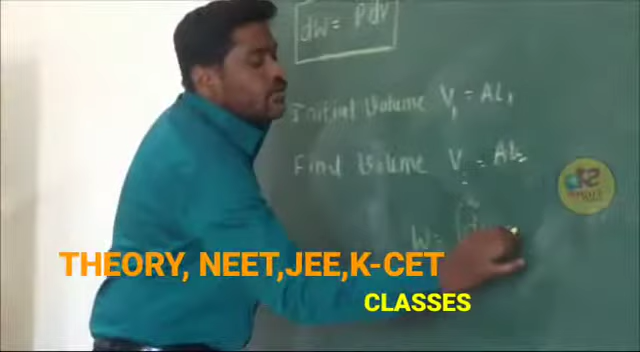 dW = PdV
Initial Volume V₁ = AL₁
Final Volume V₂ = AL₂
W =
THEORY, NEET,JEE,K-CET
CLASSES